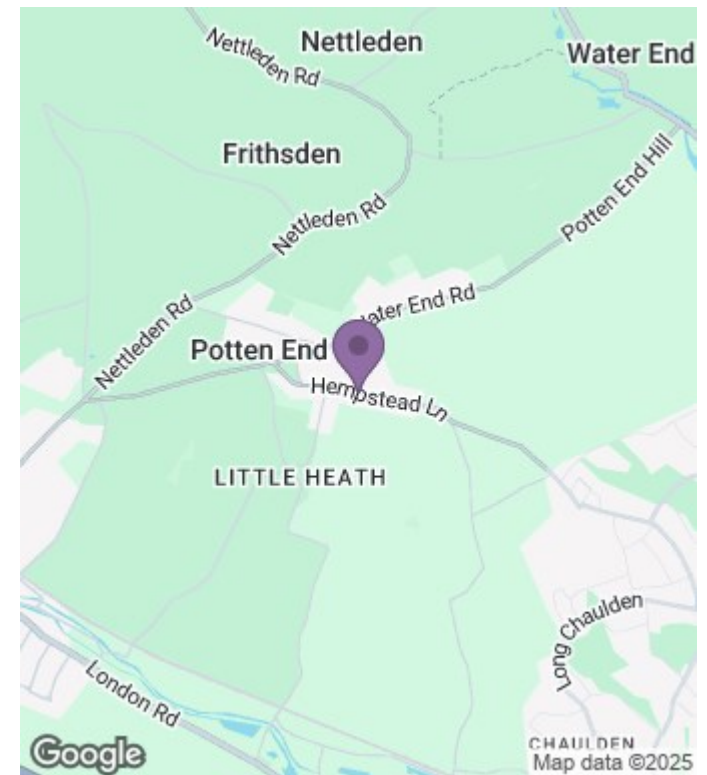 Nettleden Rd
Nettleden
Water End
Frithsden
Potten End Hill
Nettleden Rd
Water End Rd
Nettleden Rd
Potten End
Hempstead Ln
LITTLE HEATH
Long Chaulden
London Rd
CHAULDEN
Google
Map data ©2025